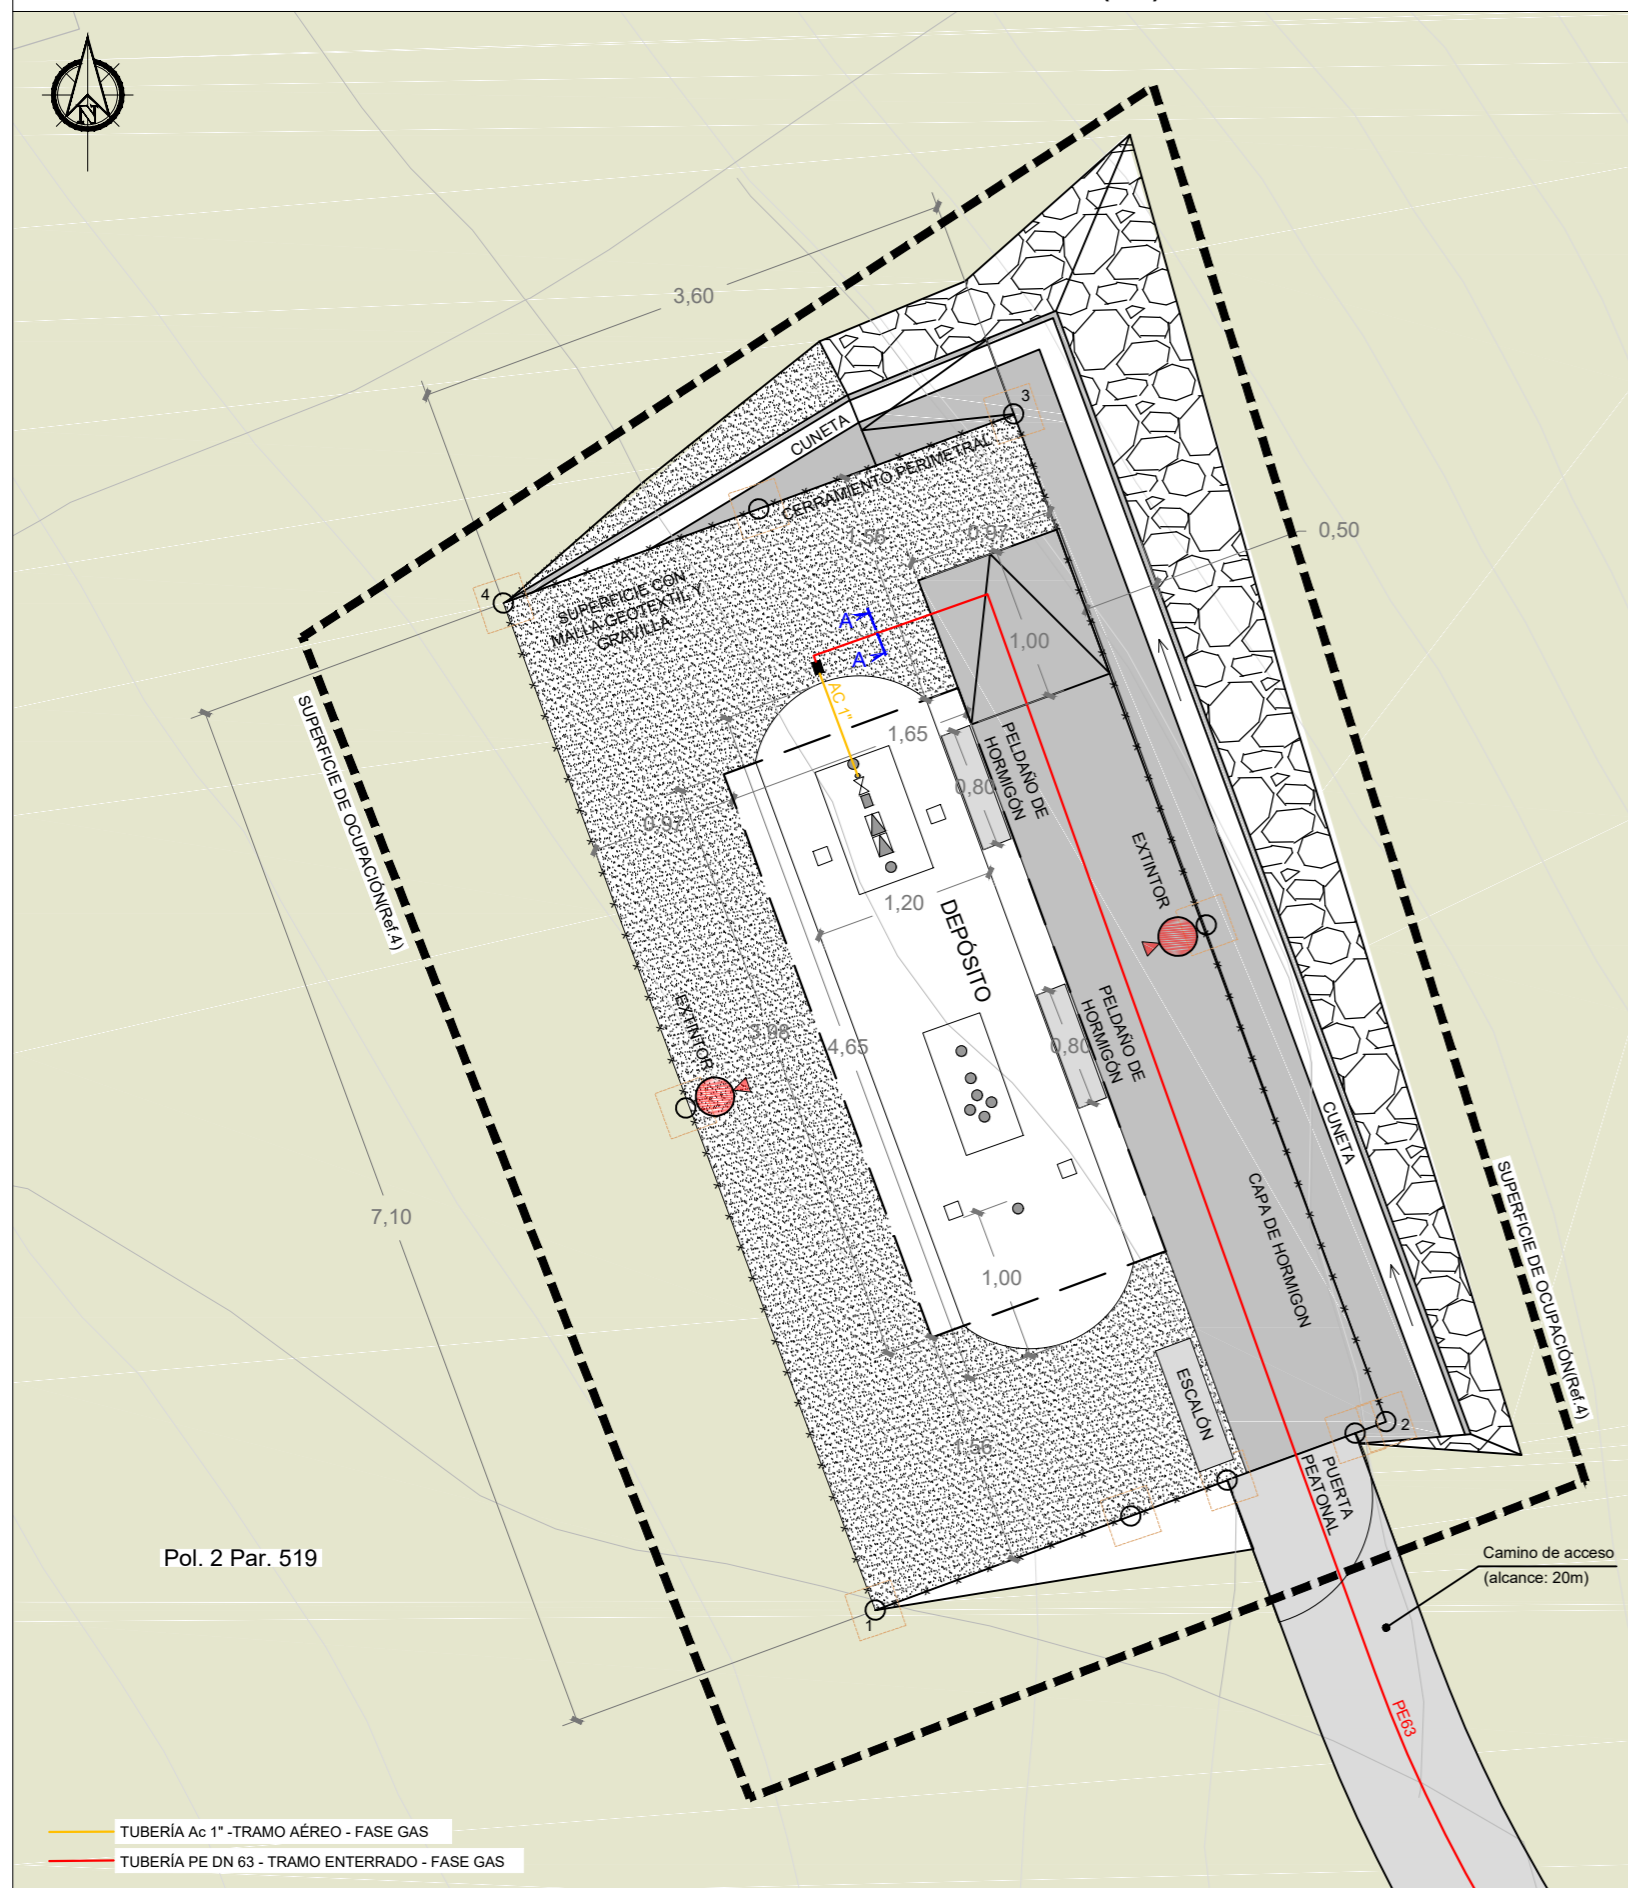 N
3,60
3
CUNETA
CERRAMIENTO PERIMETRAL
1,56
0,97
0,50
4
SUPERFICIE CON
MALLA GEOTEXTIL Y
GRAVILLA
A
A
1,00
AC 1"
1,65
PELDAÑO DE
HORMIGÓN
0,80
0,97
SUPERFICIE DE OCUPACIÓN(Ref.4)
EXTINTOR
1,20
DEPÓSITO
EXTINTOR
4,65
PELDAÑO DE
HORMIGÓN
0,80
CUNETA
7,10
CAPA DE HORMIGON
SUPERFICIE DE OCUPACIÓN(Ref.4)
1,00
ESCALÓN
1,56
2
PUERTA
PEATONAL
Pol. 2 Par. 519
Camino de acceso
(alcance: 20m)
1
PE63
TUBERÍA Ac 1" -TRAMO AÉREO - FASE GAS
TUBERÍA PE DN 63 - TRAMO ENTERRADO - FASE GAS